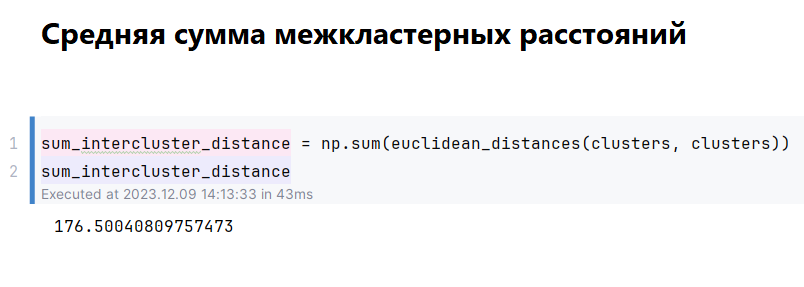 Средняя сумма межкластерных расстояний
1 sum_intercluster_distance = np.sum(euclidean_distances(clusters, clusters))
2 sum_intercluster_distance
Executed at 2023.12.09 14:13:33 in 43ms
176.50040809757473